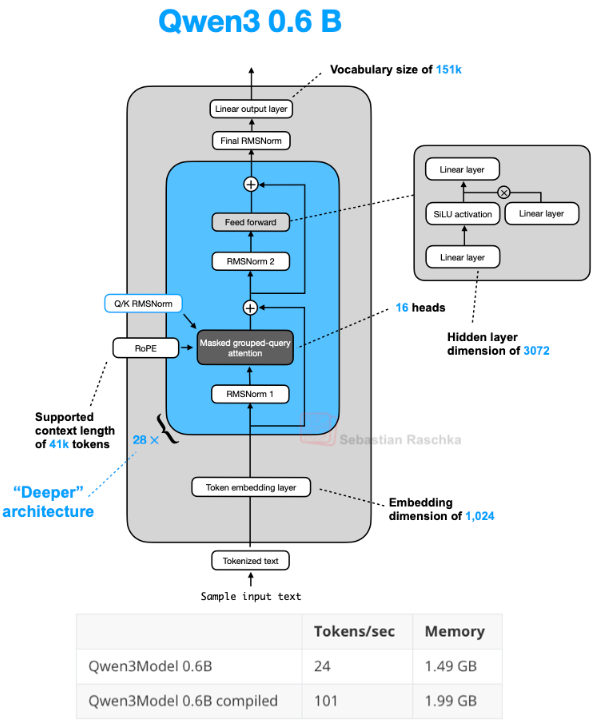 Qwen3 0.6 B
Vocabulary size of 151k
Linear output layer
Final RMSNorm
Feed forward
RMSNorm 2
Q/K RMSNorm
RoPE
Masked grouped-query
attention
RMSNorm 1
16 heads
Linear layer
SiLU activation
Linear layer
Linear layer
Hidden layer
dimension of 3072
Supported
context length
of 41k tokens
28 ×
Sebastian Raschka
“Deeper”
architecture
Token embedding layer
Embedding
dimension of 1,024
Tokenized text
Sample input text
Tokens/sec Memory
Qwen3Model 0.6B 24 1.49 GB
Qwen3Model 0.6B compiled 101 1.99 GB